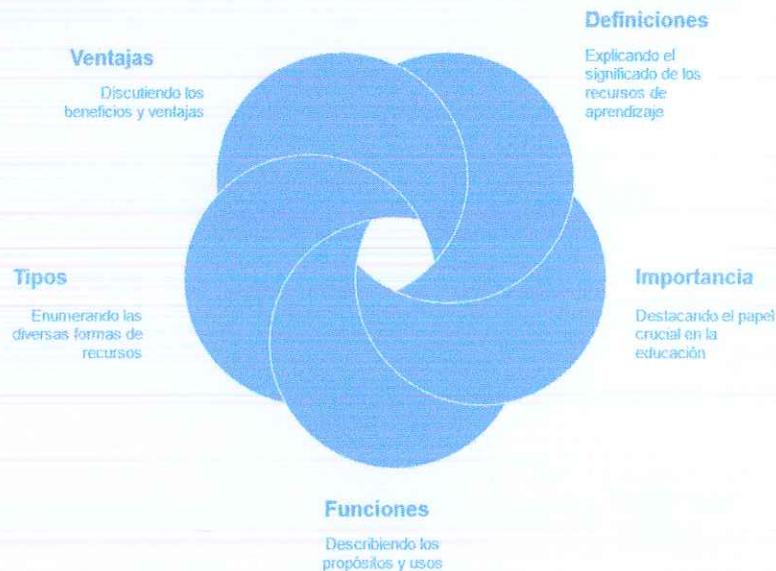 Definiciones
Explicando el
significado de los
recursos de
aprendizaje
Ventajas
Discutiendo los
beneficios y ventajas
Importancia
Destacando el papel
crucial en la
educación
Tipos
Enumerando las
diversas formas de
recursos
Funciones
Describiendo los
propósitos y usos